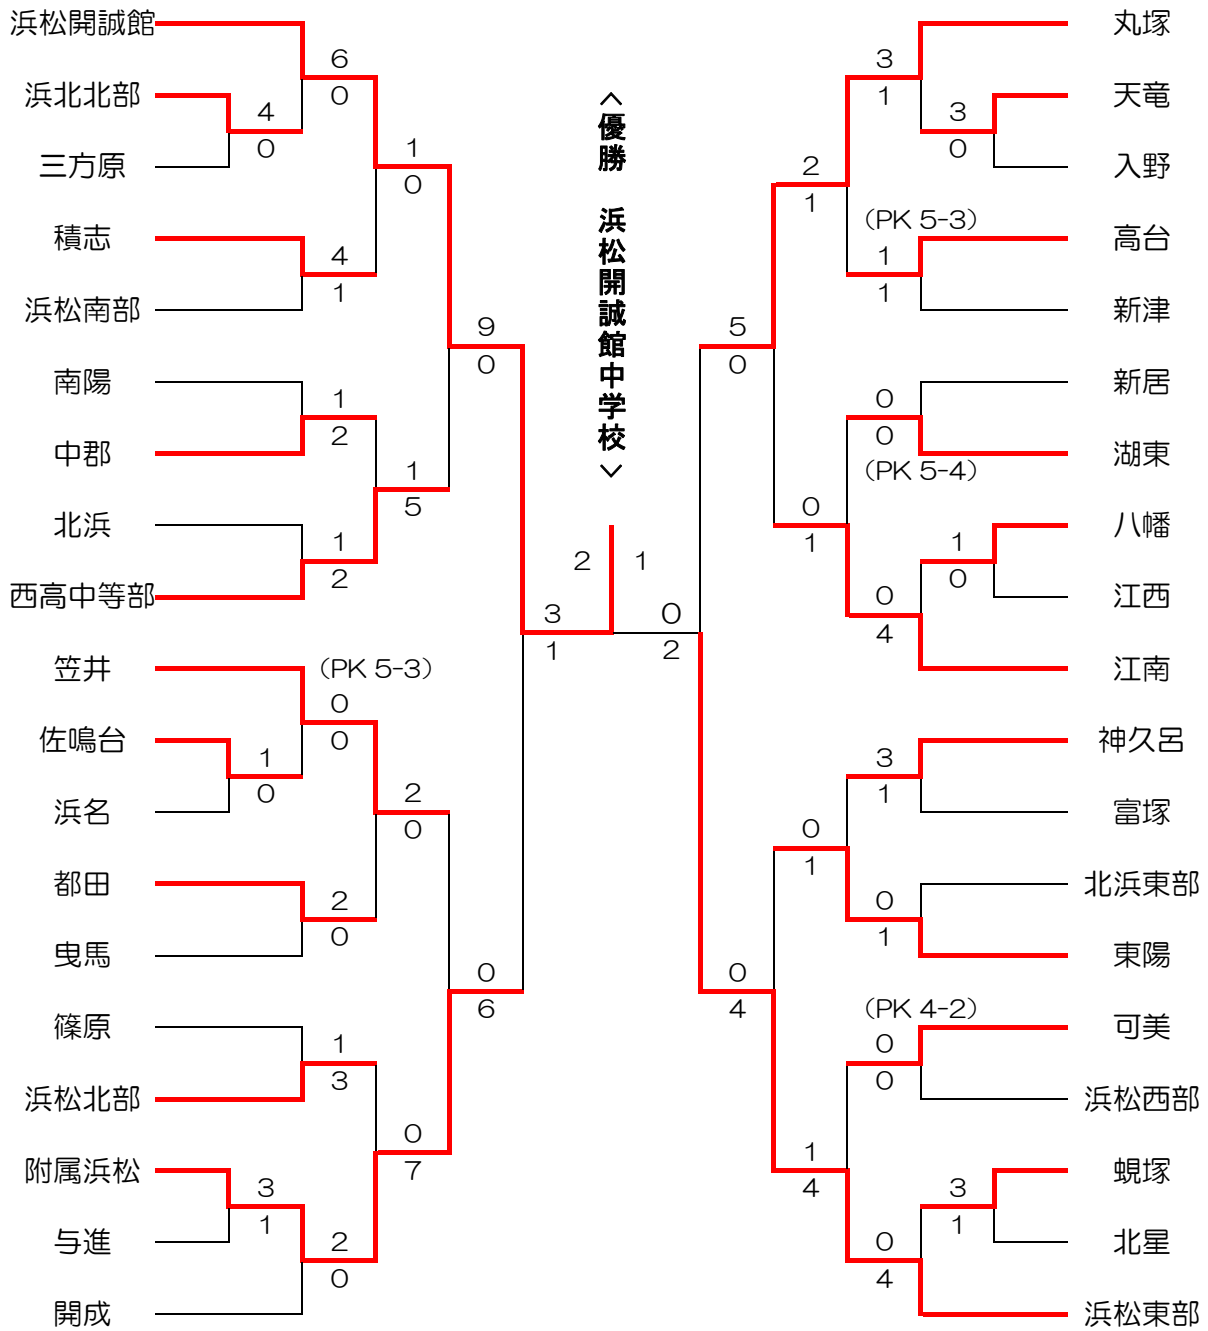 浜松開誠館
浜北北部
三方原
積志
浜松南部
南陽
中郡
北浜
西高中等部
笠井
佐鳴台
浜名
都田
曳馬
篠原
浜松北部
附属浜松
与進
開成
4
0
1
0
3
1
6
0
4
1
1
2
1
2
(PK 5-3)
0
0
2
0
1
3
2
0
1
0
1
5
2
0
0
7
9
0
0
6
3
1
<優勝 浜松開誠館中学校>
2
1
0
2
5
0
0
4
2
1
0
1
0
1
1
4
3
1
(PK 5-3)
1
1
0
0
(PK 5-4)
0
4
3
1
0
1
(PK 4-2)
0
0
0
4
3
0
1
0
3
1
丸塚
天竜
入野
高台
新津
新居
湖東
八幡
江西
江南
神久呂
富塚
北浜東部
東陽
可美
浜松西部
蜆塚
北星
浜松東部